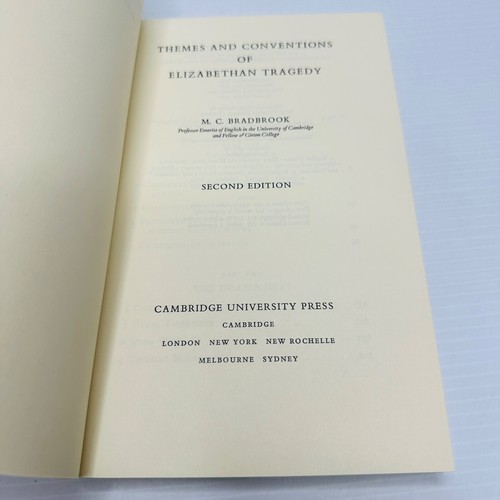 THEMES AND CONVENTIONS
OF
ELIZABETHAN TRAGEDY
M. C. BRADBROOK
Professor Emerita of English in the University of Cambridge
and Fellow of Girton College
SECOND EDITION
CAMBRIDGE UNIVERSITY PRESS
CAMBRIDGE
LONDON NEW YORK NEW ROCHELLE
MELBOURNE SYDNEY